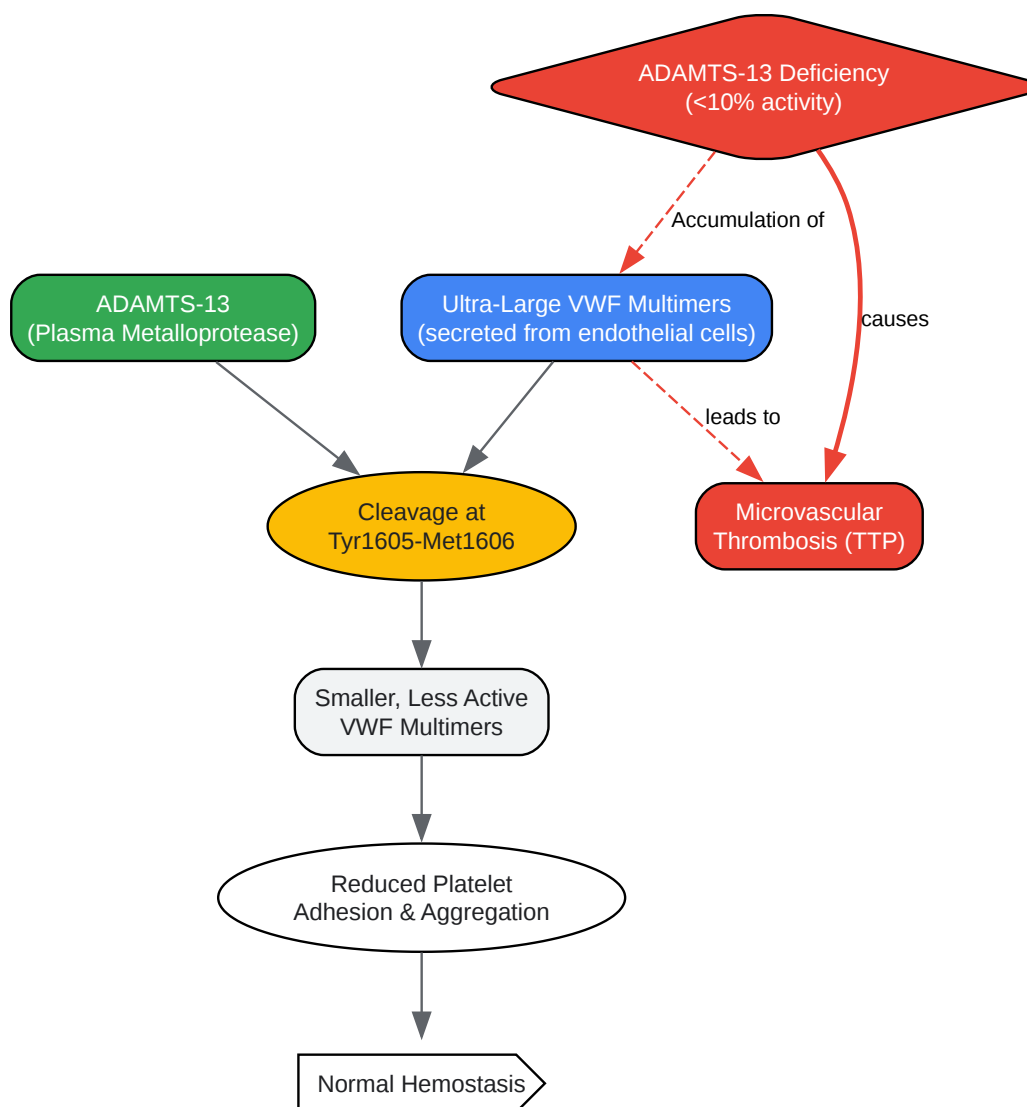 ADAMTS-13 Deficiency
(<10% activity)
Accumulation of
ADAMTS-13
(Plasma Metalloprotease)
Ultra-Large VWF Multimers
(secreted from endothelial cells)
causes
leads to
Cleavage at
Tyr1605-Met1606
Microvascular
Thrombosis (TTP)
Smaller, Less Active
VWF Multimers
Reduced Platelet
Adhesion & Aggregation
Normal Hemostasis